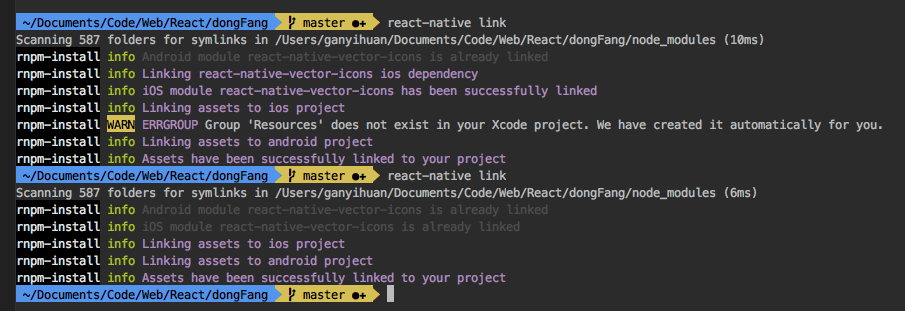 ~/Documents/Code/Web/React/dongFang master ●+ react-native link
Scanning 587 folders for symlinks in /Users/ganyihuan/Documents/Code/Web/React/dongFang/node_modules (10ms)
rnpm-install info Android module react-native-vector-icons is already linked
rnpm-install info Linking react-native-vector-icons ios dependency
rnpm-install info iOS module react-native-vector-icons has been successfully linked
rnpm-install info Linking assets to ios project
rnpm-install WARN ERRGROUP Group 'Resources' does not exist in your Xcode project. We have created it automatically for you.
rnpm-install info Linking assets to android project
rnpm-install info Assets have been successfully linked to your project
~/Documents/Code/Web/React/dongFang master ●+ react-native link
Scanning 587 folders for symlinks in /Users/ganyihuan/Documents/Code/Web/React/dongFang/node_modules (6ms)
rnpm-install info Android module react-native-vector-icons is already linked
rnpm-install info iOS module react-native-vector-icons is already linked
rnpm-install info Linking assets to ios project
rnpm-install info Linking assets to android project
rnpm-install info Assets have been successfully linked to your project
~/Documents/Code/Web/React/dongFang master ●+